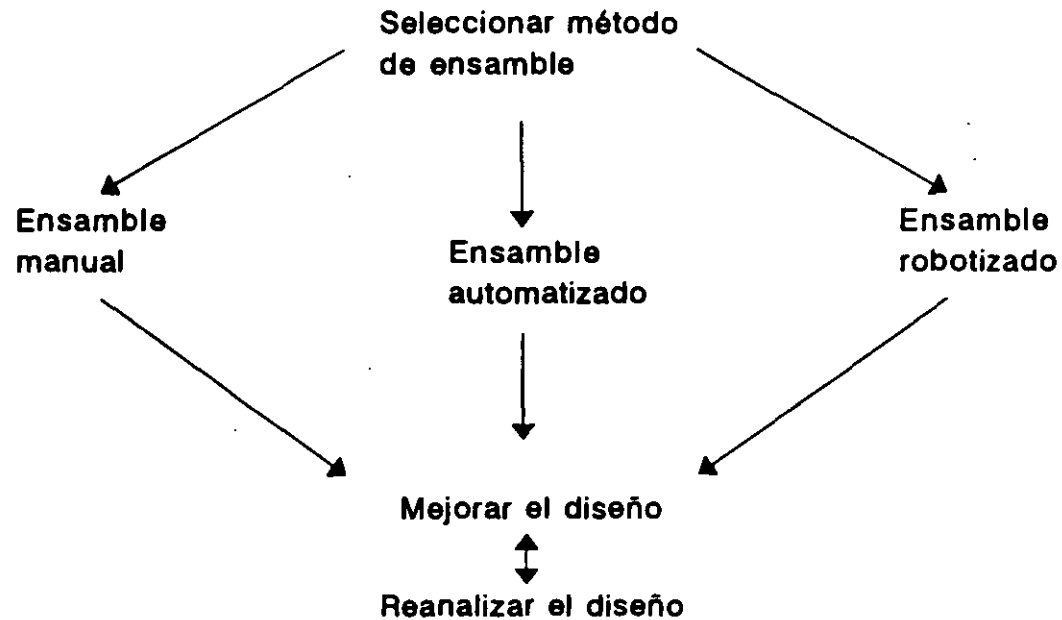 Seleccionar método
de ensamble
Ensamble
manual
Ensamble
automatizado
Ensamble
robotizado
Mejorar el diseño
Reanalizar el diseño